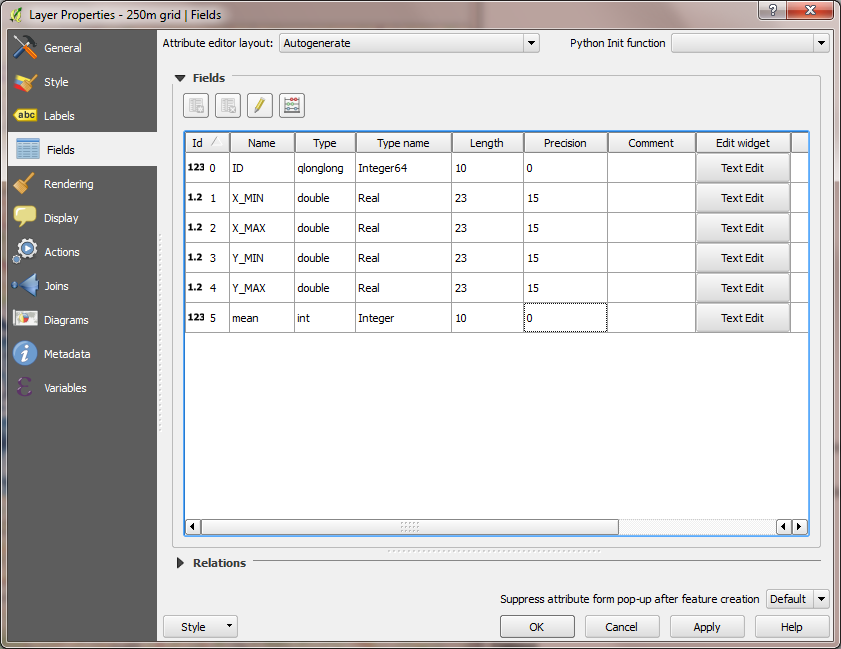 Layer Properties - 250m grid | Fields
?
General
Style
abc Labels
Fields
Rendering
Display
Actions
Joins
Diagrams
i Metadata
ε Variables
Attribute editor layout: Autogenerate Python Init function
Fields
Id Name Type Type name Length Precision Comment Edit widget
123 0 ID qlonglong Integer64 10 0 Text Edit
1.2 1 X_MIN double Real 23 15 Text Edit
1.2 2 X_MAX double Real 23 15 Text Edit
1.2 3 Y_MIN double Real 23 15 Text Edit
1.2 4 Y_MAX double Real 23 15 Text Edit
123 5 mean int Integer 10 0 Text Edit
Relations
Suppress attribute form pop-up after feature creation Default
Style OK Cancel Apply Help